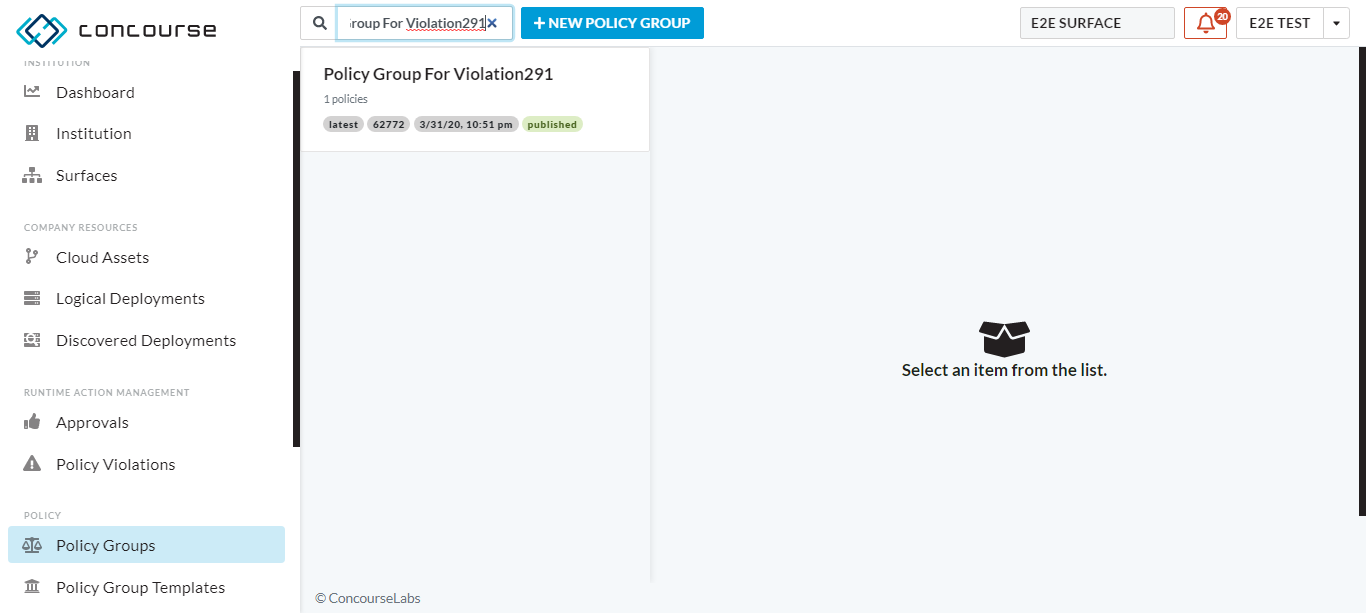 concourse
INSTITUTION
Dashboard
Institution
Surfaces
COMPANY RESOURCES
Cloud Assets
Logical Deployments
Discovered Deployments
RUNTIME ACTION MANAGEMENT
Approvals
Policy Violations
POLICY
Policy Groups
Policy Group Templates
roup For Violation291
+ NEW POLICY GROUP
E2E SURFACE
20
E2E TEST
Policy Group For Violation291
1 policies
latest 62772 3/31/20, 10:51 pm published
Select an item from the list.
© ConcourseLabs